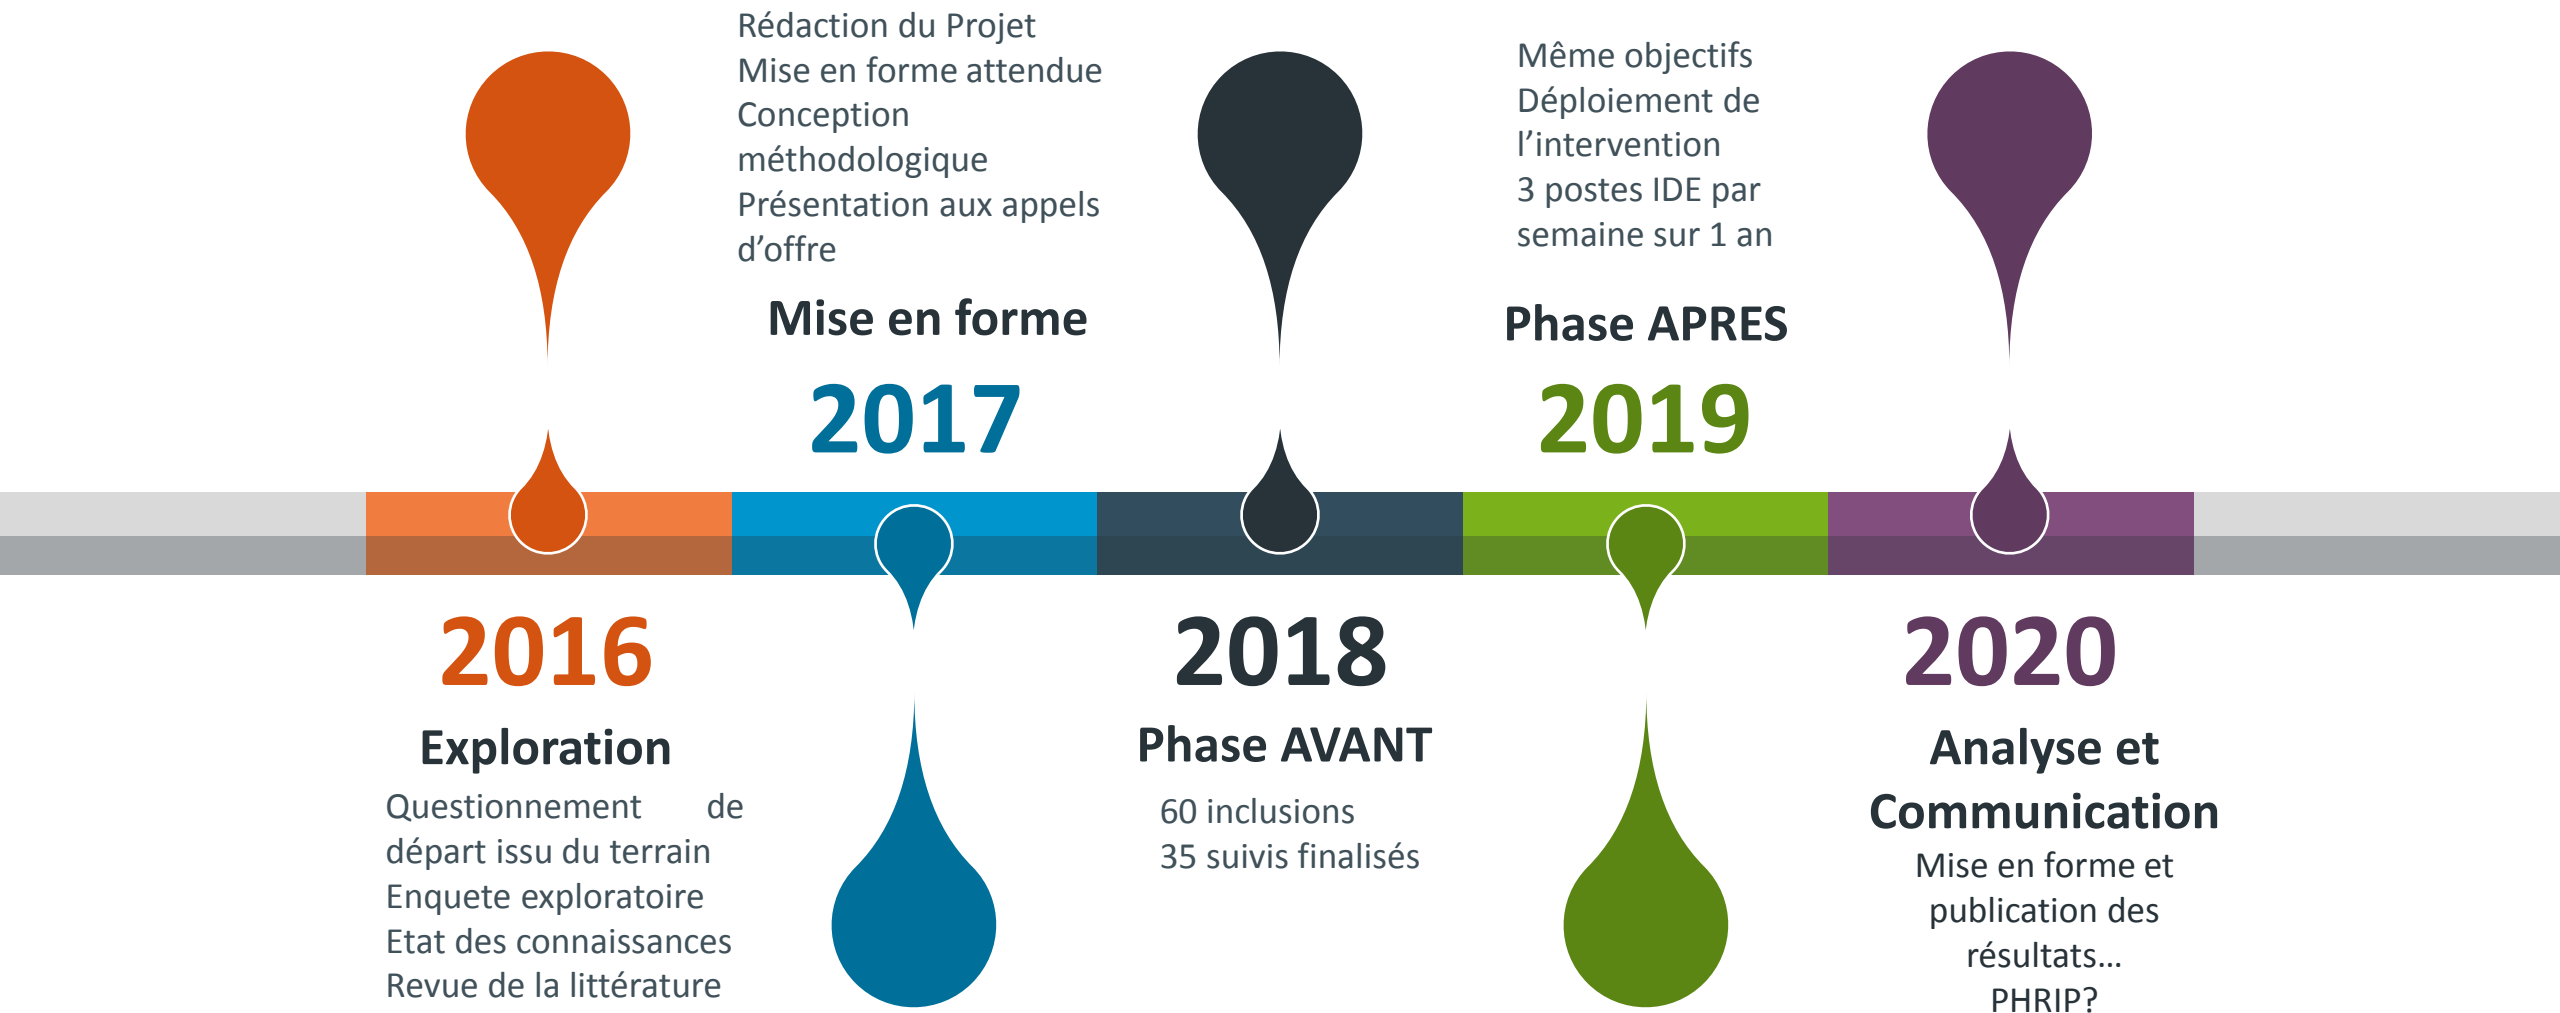 Rédaction du Projet
Mise en forme attendue
Conception
méthodologique
Présentation aux appels
d’offre
Mise en forme
2017
Même objectifs
Déploiement de
l’intervention
3 postes IDE par
semaine sur 1 an
Phase APRES
2019
2016
Exploration
Questionnement de
départ issu du terrain
Enquete exploratoire
Etat des connaissances
Revue de la littérature
2018
Phase AVANT
60 inclusions
35 suivis finalisés
2020
Analyse et
Communication
Mise en forme et
publication des
résultats…
PHRIP?